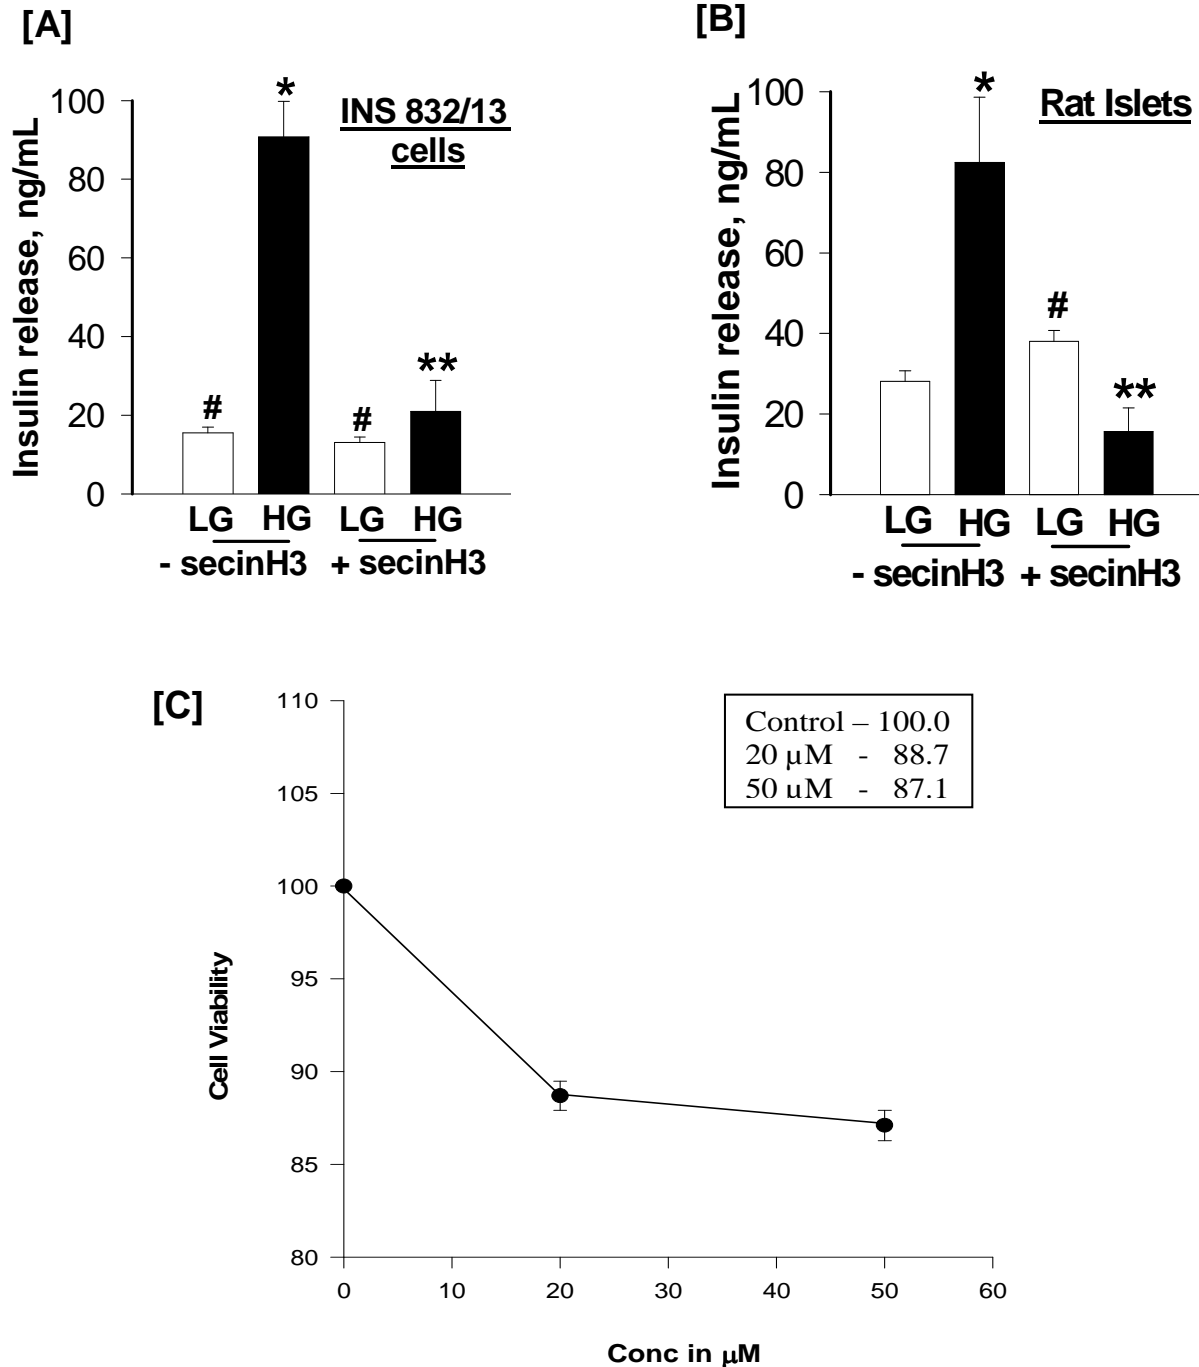 [A]
Insulin release, ng/mL
100
80
60
40
20
0
INS 832/13
cells
*
#
#
**
LG HG LG HG
- secinH3 + secinH3
[B]
Insulin release, ng/mL
100
80
60
40
20
0
Rat Islets
*
#
**
LG HG LG HG
- secinH3 + secinH3
[C]
Cell Viability
110
105
100
95
90
85
80
Control – 100.0
20 µM - 88.7
50 µM - 87.1
0 10 20 30 40 50 60
Conc in µM